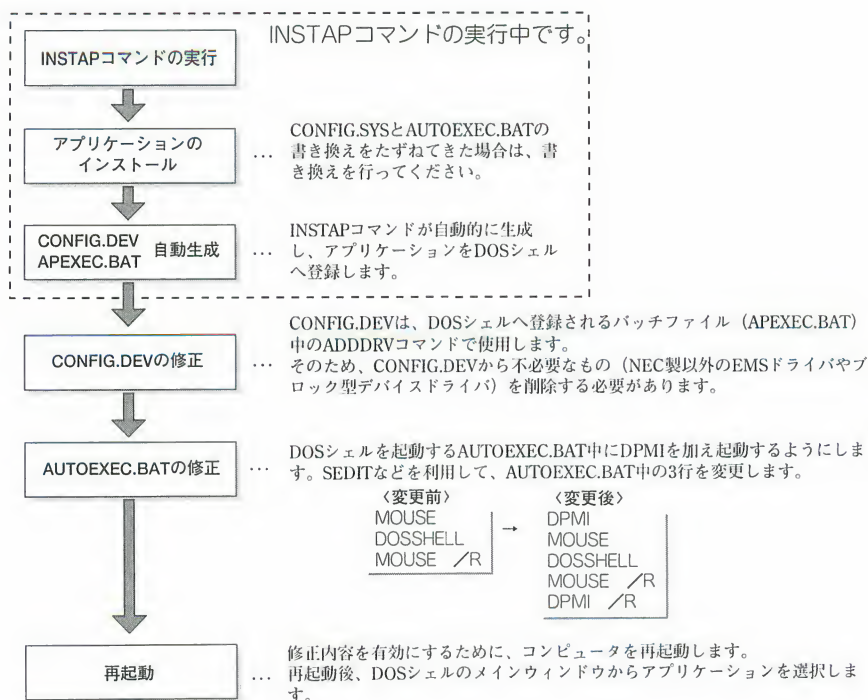 INSTAPコマンドの実行中です。
INSTAPコマンドの実行
アプリケーションの
インストール
… CONFIG.SYSとAUTOEXEC.BATの
書き換えをたずねてきた場合は、書
き換えを行ってください。
CONFIG.DEV
APEXEC.BAT 自動生成
… INSTAPコマンドが自動的に生成
し、アプリケーションをDOSシェル
へ登録します。
CONFIG.DEVの修正
CONFIG.DEVは、DOSシェルへ登録されるバッチファイル（APEXEC.BAT）
中のADDDRVコマンドで使用します。
… そのため、CONFIG.DEVから不必要なもの（NEC製以外のEMSドライバやブ
ロック型デバイスドライバ）を削除する必要があります。
AUTOEXEC.BATの修正
… DOSシェルを起動するAUTOEXEC.BAT中にDPMIを加え起動するようにしま
す。SEDITなどを利用して、AUTOEXEC.BAT中の3行を変更します。
〈変更前〉
MOUSE
DOSSHELL
MOUSE ／R
→
〈変更後〉
DPMI
MOUSE
DOSSHELL
MOUSE ／R
DPMI ／R
再起動
修正内容を有効にするために、コンピュータを再起動します。
… 再起動後、DOSシェルのメインウィンドウからアプリケーションを選択しま
す。